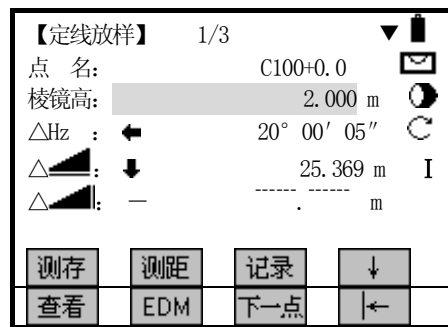 【定线放样】 1/3 ▼
点 名： C100+0.0
棱镜高： 2.000 m
△Hz ： ← 20° 00′ 05″
△： ↓ 25.369 m I
△： — ------.------ m
测存 测距 记录 ↓
查看 EDM 下一点 |←